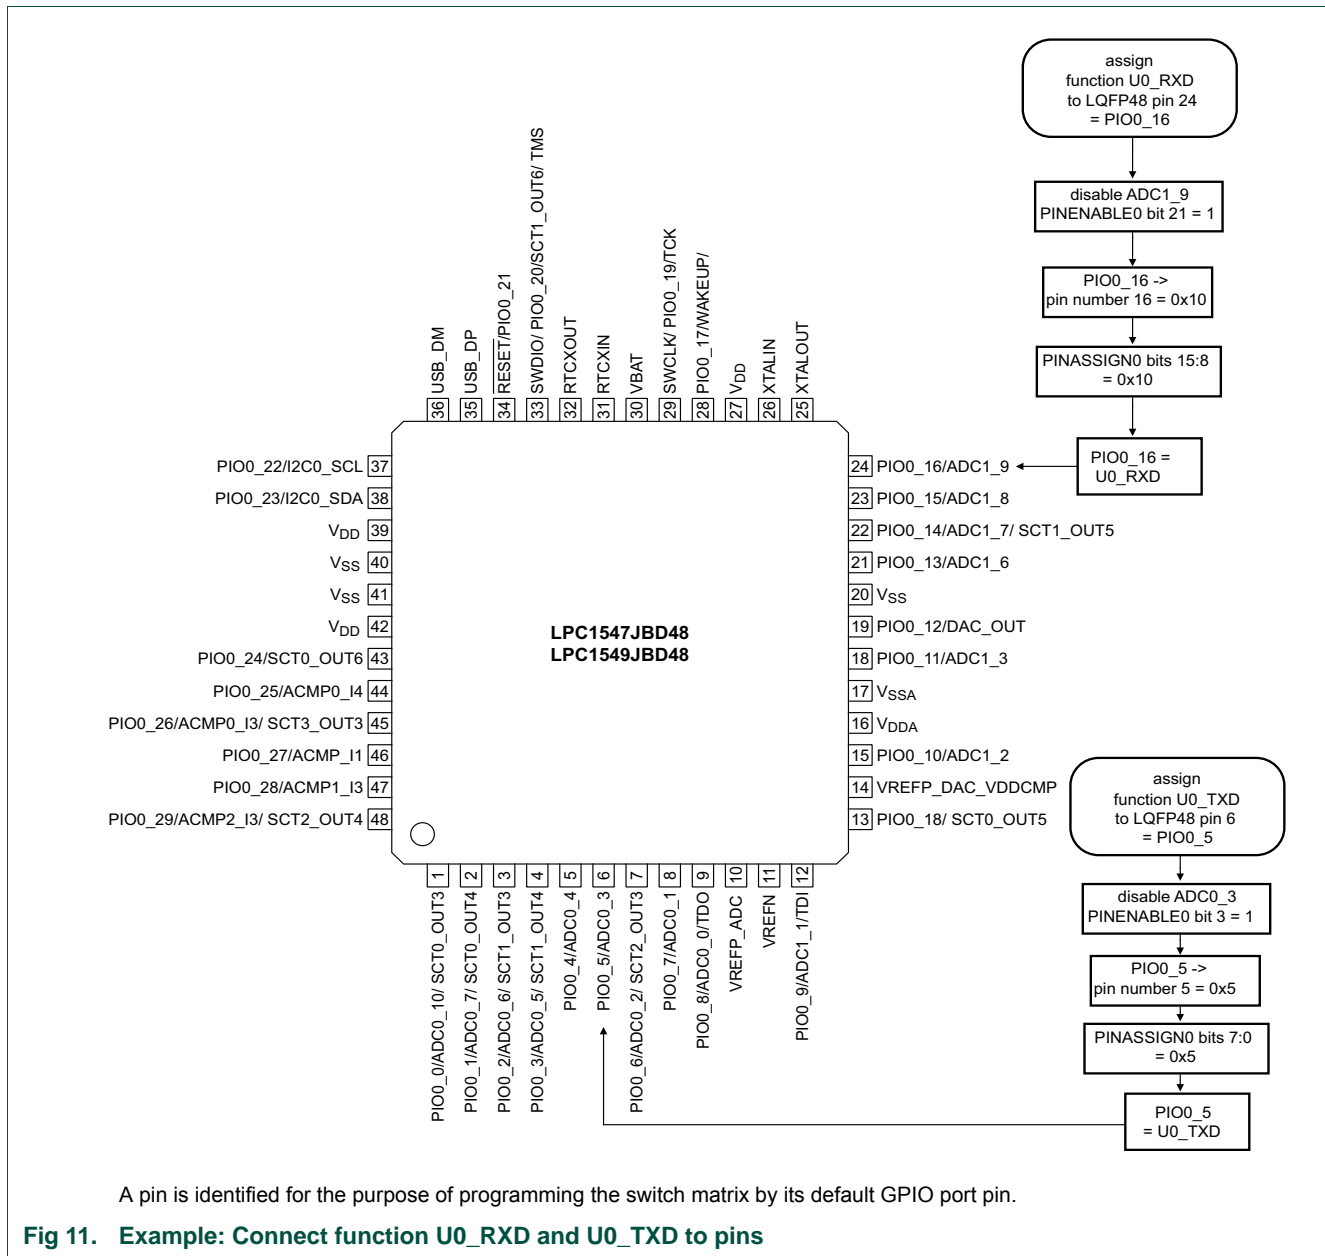 assign
function U0_RXD
to LQFP48 pin 24
= PIO0_16
disable ADC1_9
PINENABLE0 bit 21 = 1
PIO0_16 ->
pin number 16 = 0x10
PINASSIGN0 bits 15:8
= 0x10
PIO0_16 =
U0_RXD
36 USB_DM
35 USB_DP
34 RESET/PIO0_21
33 SWDIO/ PIO0_20/SCT1_OUT6/ TMS
32 RTCXOUT
31 RTCXIN
30 VBAT
29 SWCLK/ PIO0_19/TCK
28 PIO0_17/WAKEUP/
27 VDD
26 XTALIN
25 XTALOUT
PIO0_22/I2C0_SCL 37
PIO0_23/I2C0_SDA 38
VDD 39
VSS 40
VSS 41
VDD 42
PIO0_24/SCT0_OUT6 43
PIO0_25/ACMP0_I4 44
PIO0_26/ACMP0_I3/ SCT3_OUT3 45
PIO0_27/ACMP_I1 46
PIO0_28/ACMP1_I3 47
PIO0_29/ACMP2_I3/ SCT2_OUT4 48
LPC1547JBD48
LPC1549JBD48
24 PIO0_16/ADC1_9
23 PIO0_15/ADC1_8
22 PIO0_14/ADC1_7/ SCT1_OUT5
21 PIO0_13/ADC1_6
20 VSS
19 PIO0_12/DAC_OUT
18 PIO0_11/ADC1_3
17 VSSA
16 VDDA
15 PIO0_10/ADC1_2
14 VREFP_DAC_VDDCMP
13 PIO0_18/ SCT0_OUT5
1 PIO0_0/ADC0_10/ SCT0_OUT3
2 PIO0_1/ADC0_7/ SCT0_OUT4
3 PIO0_2/ADC0_6/ SCT1_OUT3
4 PIO0_3/ADC0_5/ SCT1_OUT4
5 PIO0_4/ADC0_4
6 PIO0_5/ADC0_3
7 PIO0_6/ADC0_2/ SCT2_OUT3
8 PIO0_7/ADC0_1
9 PIO0_8/ADC0_0/TDO
10 VREFP_ADC
11 VREFN
12 PIO0_9/ADC1_1/TDI
assign
function U0_TXD
to LQFP48 pin 6
= PIO0_5
disable ADC0_3
PINENABLE0 bit 3 = 1
PIO0_5 ->
pin number 5 = 0x5
PINASSIGN0 bits 7:0
= 0x5
PIO0_5
= U0_TXD
A pin is identified for the purpose of programming the switch matrix by its default GPIO port pin.
Fig 11. Example: Connect function U0_RXD and U0_TXD to pins